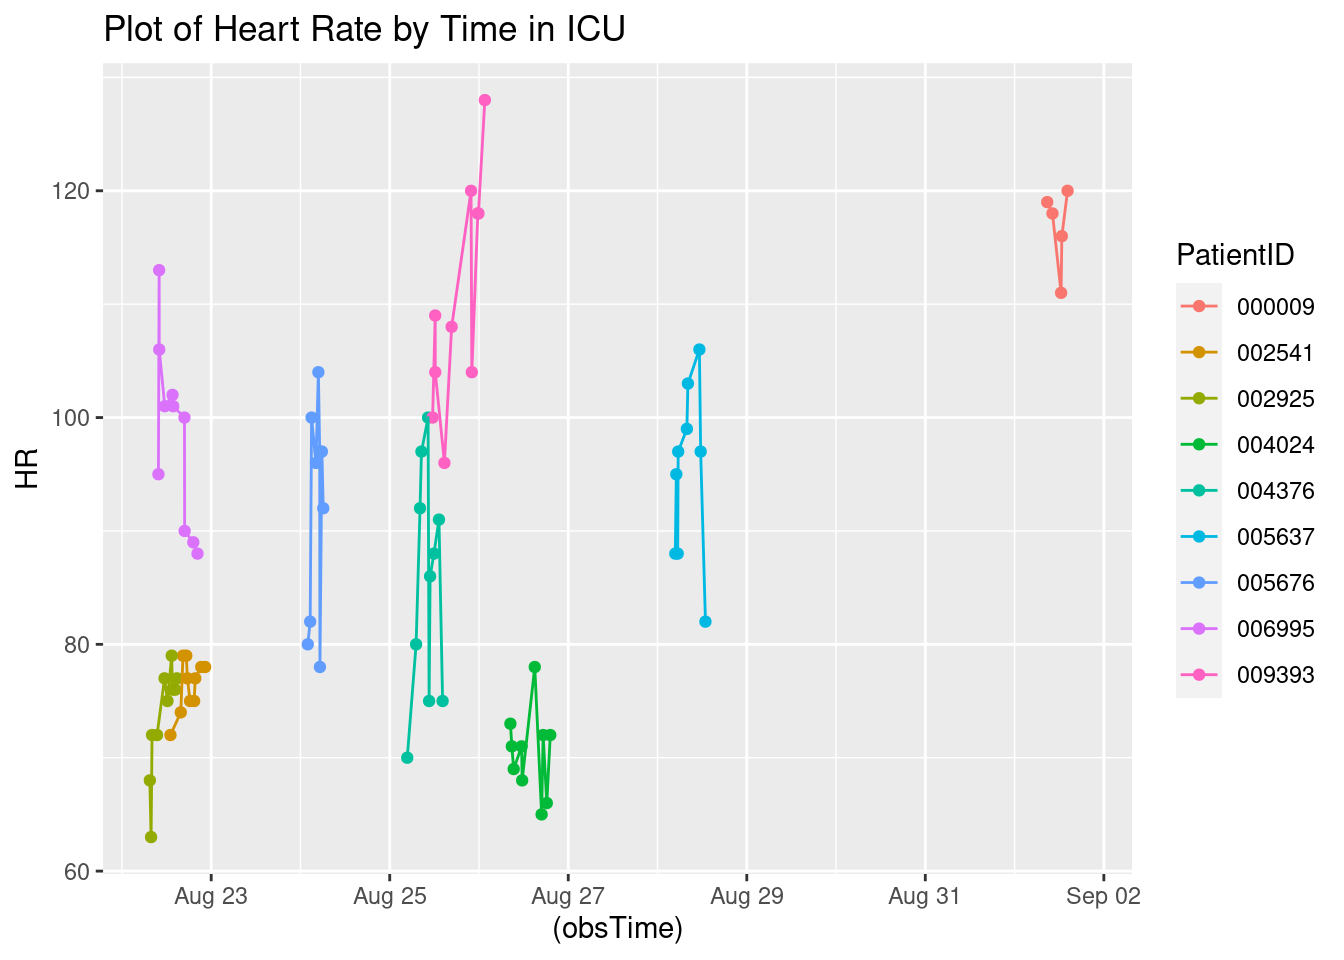 Plot of Heart Rate by Time in ICU
HR
120
100
80
60
Aug 23 Aug 25 Aug 27 Aug 29 Aug 31 Sep 02
(obsTime)
PatientID
000009
002541
002925
004024
004376
005637
005676
006995
009393